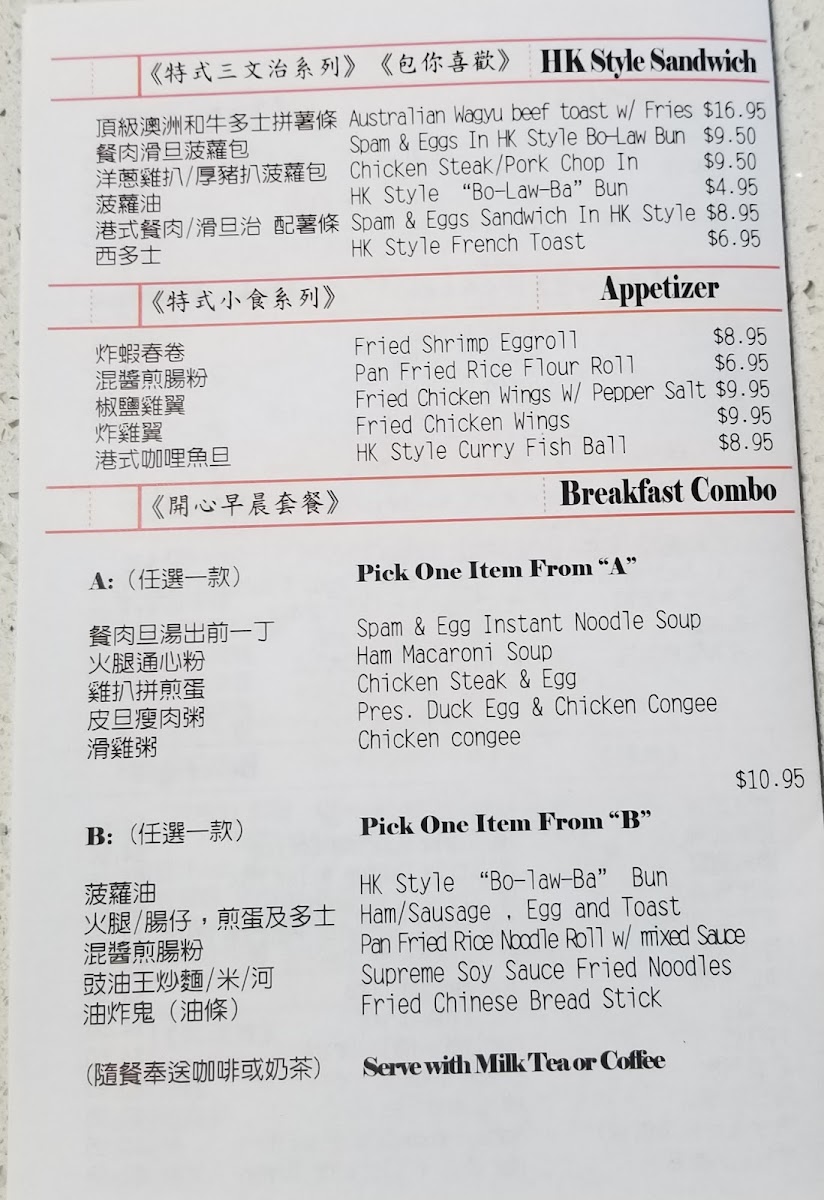 《特式三文治系列》《包你喜歡》 HK Style Sandwich
頂級澳洲和牛多士拼薯條 Australian Wagyu beef toast w/ Fries $16.95
餐肉滑旦菠蘿包 Spam & Eggs In HK Style Bo-Law Bun $9.50
洋蔥雞扒/厚豬扒菠蘿包 Chicken Steak/Pork Chop In $9.50
菠蘿油 HK Style “Bo-Law-Ba” Bun $4.95
港式餐肉/滑旦治 配薯條 Spam & Eggs Sandwich In HK Style $8.95
西多士 HK Style French Toast $6.95
《特式小食系列》 Appetizer
炸蝦春卷 Fried Shrimp Eggroll $8.95
混醬煎腸粉 Pan Fried Rice Flour Roll $6.95
椒鹽雞翼 Fried Chicken Wings W/ Pepper Salt $9.95
炸雞翼 Fried Chicken Wings $9.95
港式咖哩魚旦 HK Style Curry Fish Ball $8.95
《開心早晨套餐》 Breakfast Combo
A:（任選一款） Pick One Item From “A”
餐肉旦湯出前一丁 Spam & Egg Instant Noodle Soup
火腿通心粉 Ham Macaroni Soup
雞扒拼煎蛋 Chicken Steak & Egg
皮旦瘦肉粥 Pres. Duck Egg & Chicken Congee
滑雞粥 Chicken congee
$10.95
B:（任選一款） Pick One Item From “B”
菠蘿油 HK Style “Bo-law-Ba” Bun
火腿/腸仔，煎蛋及多士 Ham/Sausage , Egg and Toast
混醬煎腸粉 Pan Fried Rice Noodle Roll w/ mixed Sauce
豉油王炒麵/米/河 Supreme Soy Sauce Fried Noodles
油炸鬼（油條） Fried Chinese Bread Stick
(隨餐奉送咖啡或奶茶) Serve with Milk Tea or Coffee